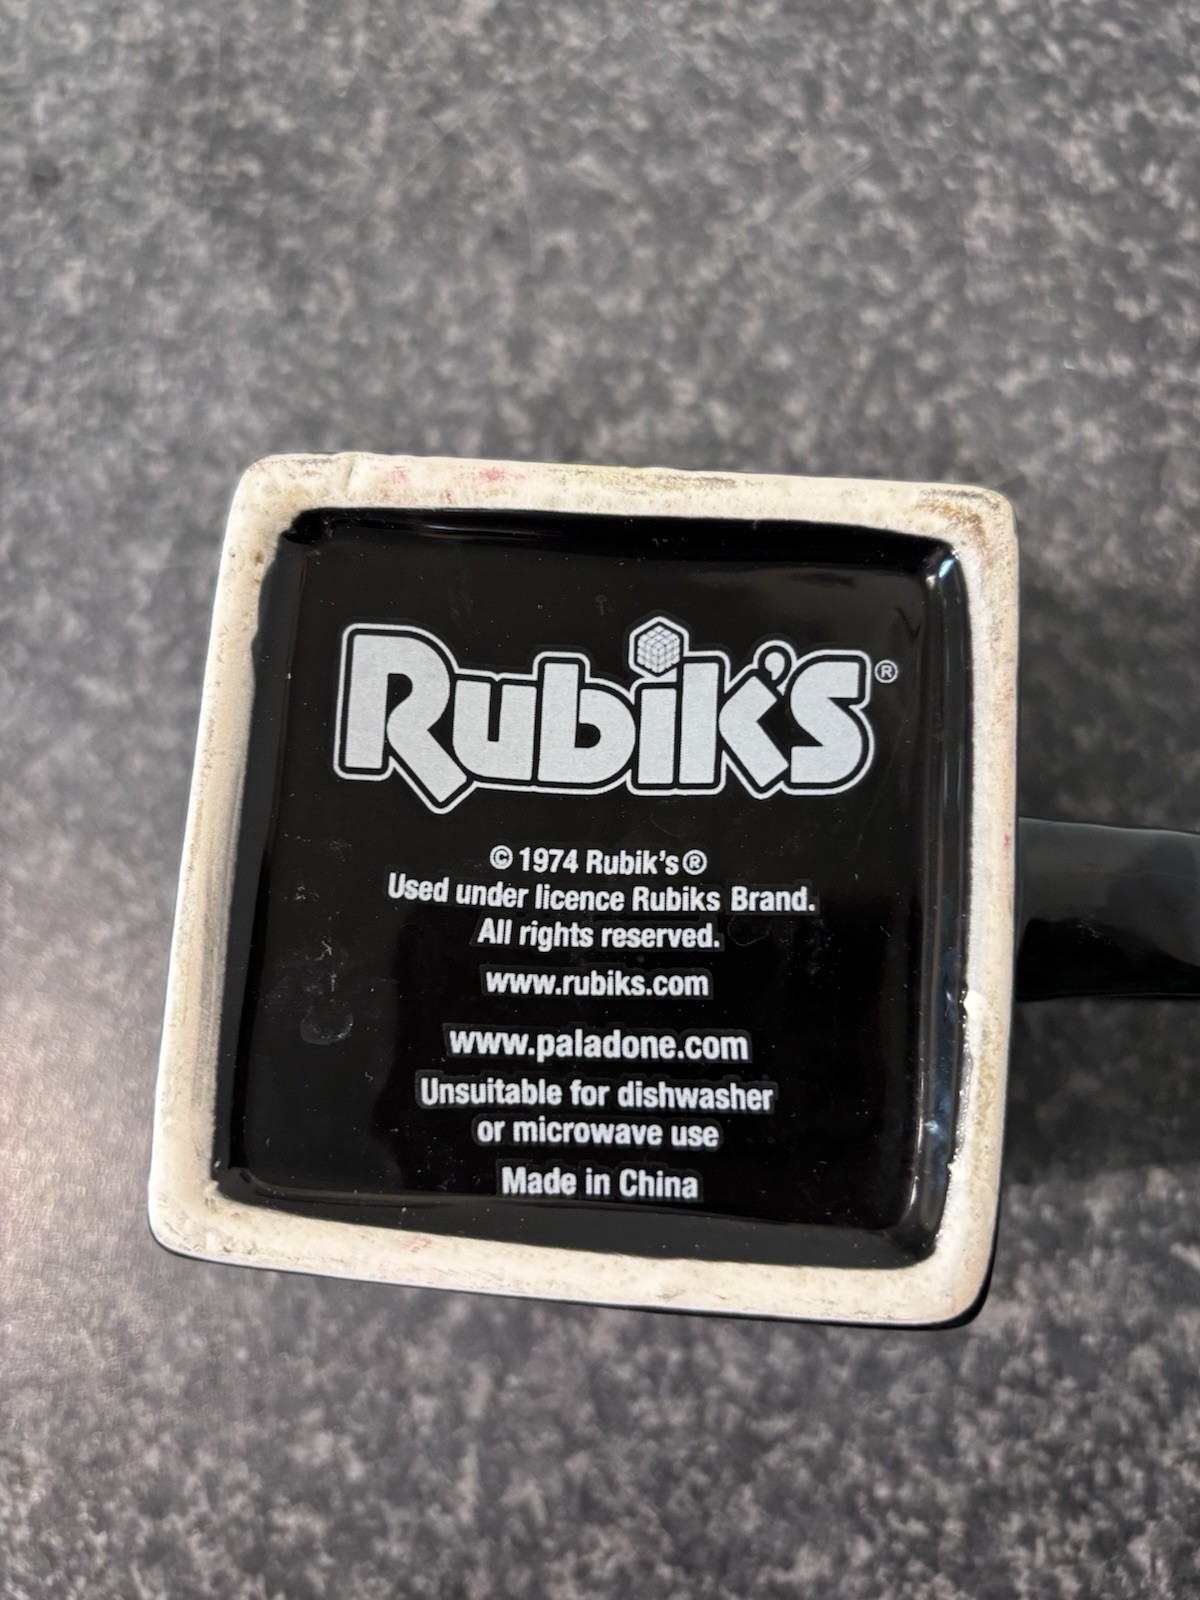 Rubik's®
© 1974 Rubik's®
Used under licence Rubiks Brand.
All rights reserved.
www.rubiks.com
www.paladone.com
Unsuitable for dishwasher
or microwave use
Made in China